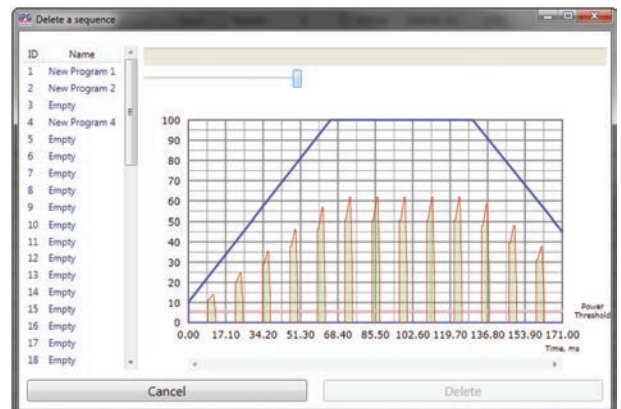 IPG Delete a sequence
ID Name
1 New Program 1
2 New Program 2
3 Empty
4 New Program 4
5 Empty
6 Empty
7 Empty
8 Empty
9 Empty
10 Empty
11 Empty
12 Empty
13 Empty
14 Empty
15 Empty
16 Empty
17 Empty
18 Empty
100
90
80
70
60
50
40
30
20
10
0
Power
Threshold
0.00 17.10 34.20 51.30 68.40 85.50 102.60 119.70 136.80 153.90 171.00
Time, ms
Cancel Delete